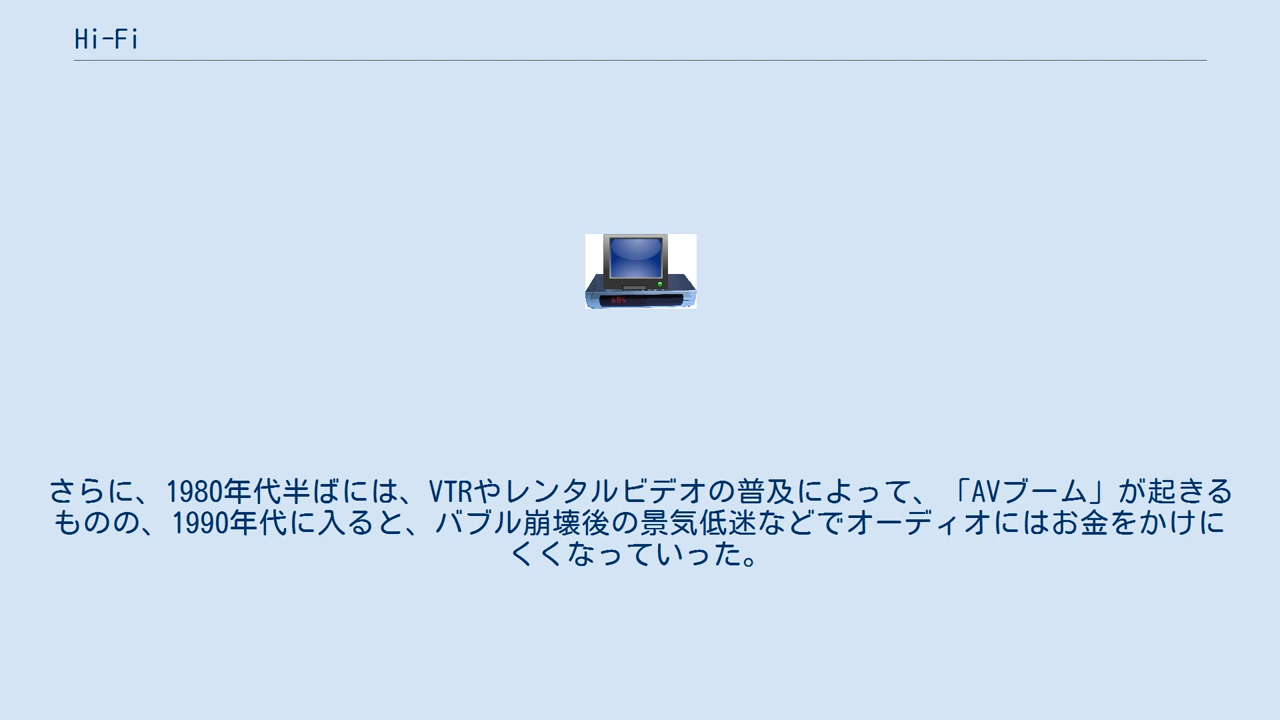 Hi-Fi
さらに、1980年代半ばには、VTRやレンタルビデオの普及によって、「AVブーム」が起きる
ものの、1990年代に入ると、バブル崩壊後の景気低迷などでオーディオにはお金をかけに
くくなっていった。